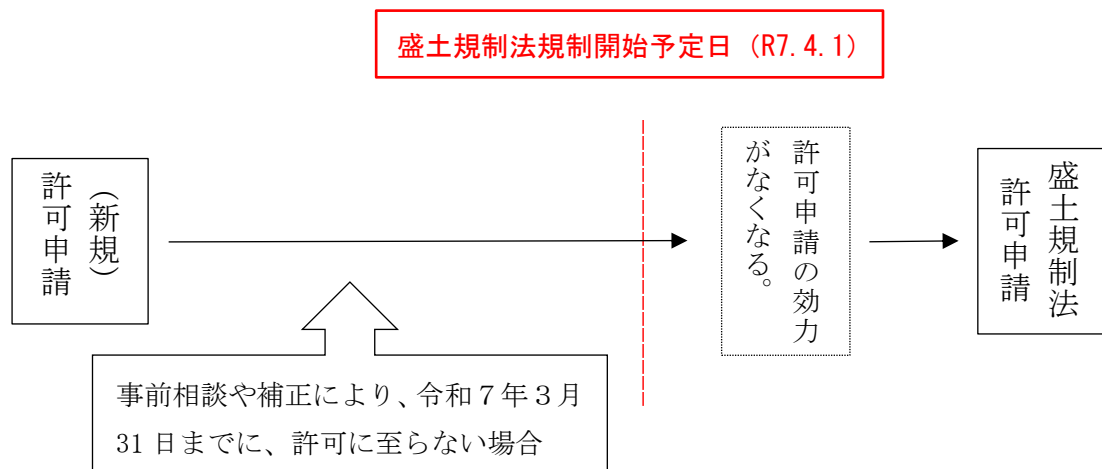 盛土規制法規制開始予定日（R7.4.1）
（新規）
許可申請
許可申請の効力
がなくなる。
盛土規制法
許可申請
事前相談や補正により、令和７年３月
31日までに、許可に至らない場合